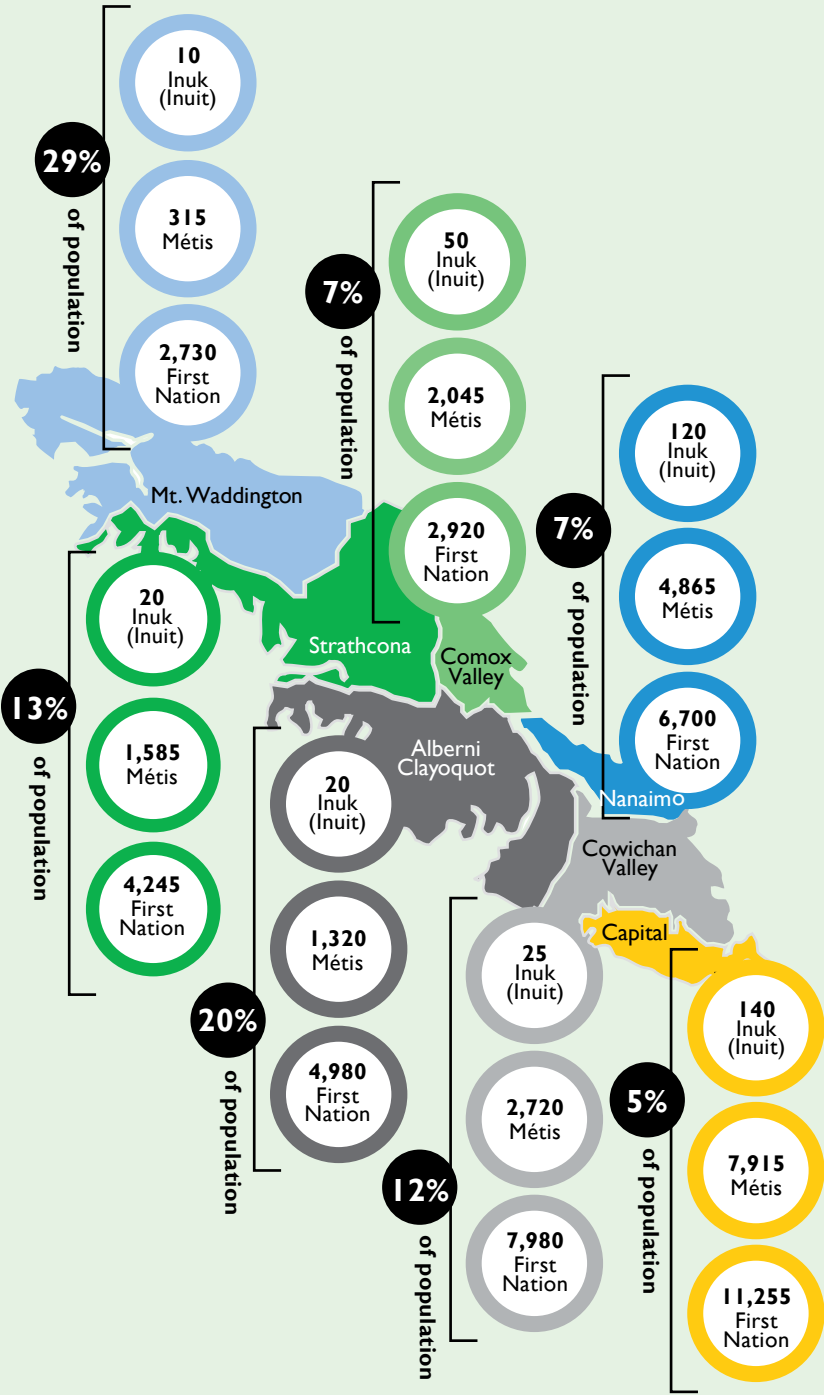 10
Inuk
(Inuit)
29%
of population
315
Métis
2,730
First
Nation
Mt. Waddington
50
Inuk
(Inuit)
7%
of population
2,045
Métis
2,920
First
Nation
Comox
Valley
120
Inuk
(Inuit)
7%
of population
4,865
Métis
6,700
First
Nation
Nanaimo
20
Inuk
(Inuit)
13%
of population
1,585
Métis
4,245
First
Nation
Strathcona
Alberni
Clayoquot
20
Inuk
(Inuit)
20%
of population
1,320
Métis
4,980
First
Nation
Cowichan
Valley
25
Inuk
(Inuit)
12%
of population
2,720
Métis
7,980
First
Nation
Capital
140
Inuk
(Inuit)
5%
of population
7,915
Métis
11,255
First
Nation